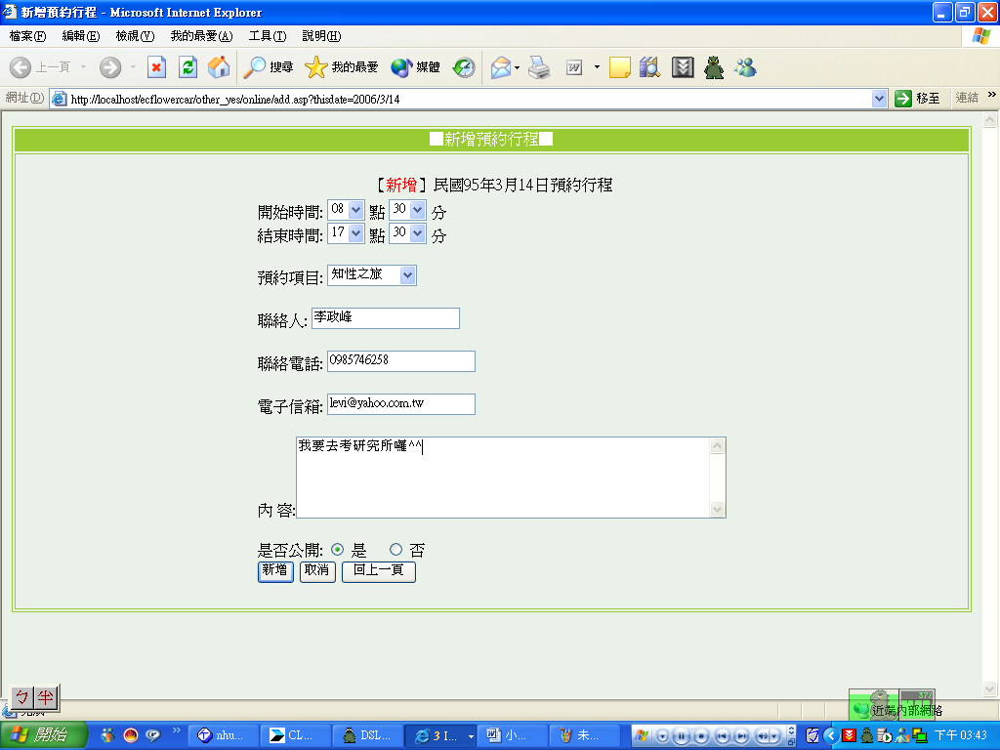 新增預約行程 - Microsoft Internet Explorer
檔案(F) 編輯(E) 檢視(V) 我的最愛(A) 工具(T) 說明(H)
上一頁 搜尋 我的最愛 媒體
網址(D) http://localhost/ecflowercar/other_yes/online/add.asp?thisdate=2006/3/14 移至 連結 »
■新增預約行程■
【新增】民國95年3月14日預約行程
開始時間: 08 點 30 分
結束時間: 17 點 30 分
預約項目: 知性之旅
聯絡人: 李政峰
聯絡電話: 0985746258
電子信箱: levi@yahoo.com.tw
我要去考研究所囉^^
內 容:
是否公開: 是 否
新增 取消 回上一頁
ㄅ 半
377
完成 近端內部網路
開始 » nhu... CL... DSL... 3 I... 小... 未... 下午 03:43